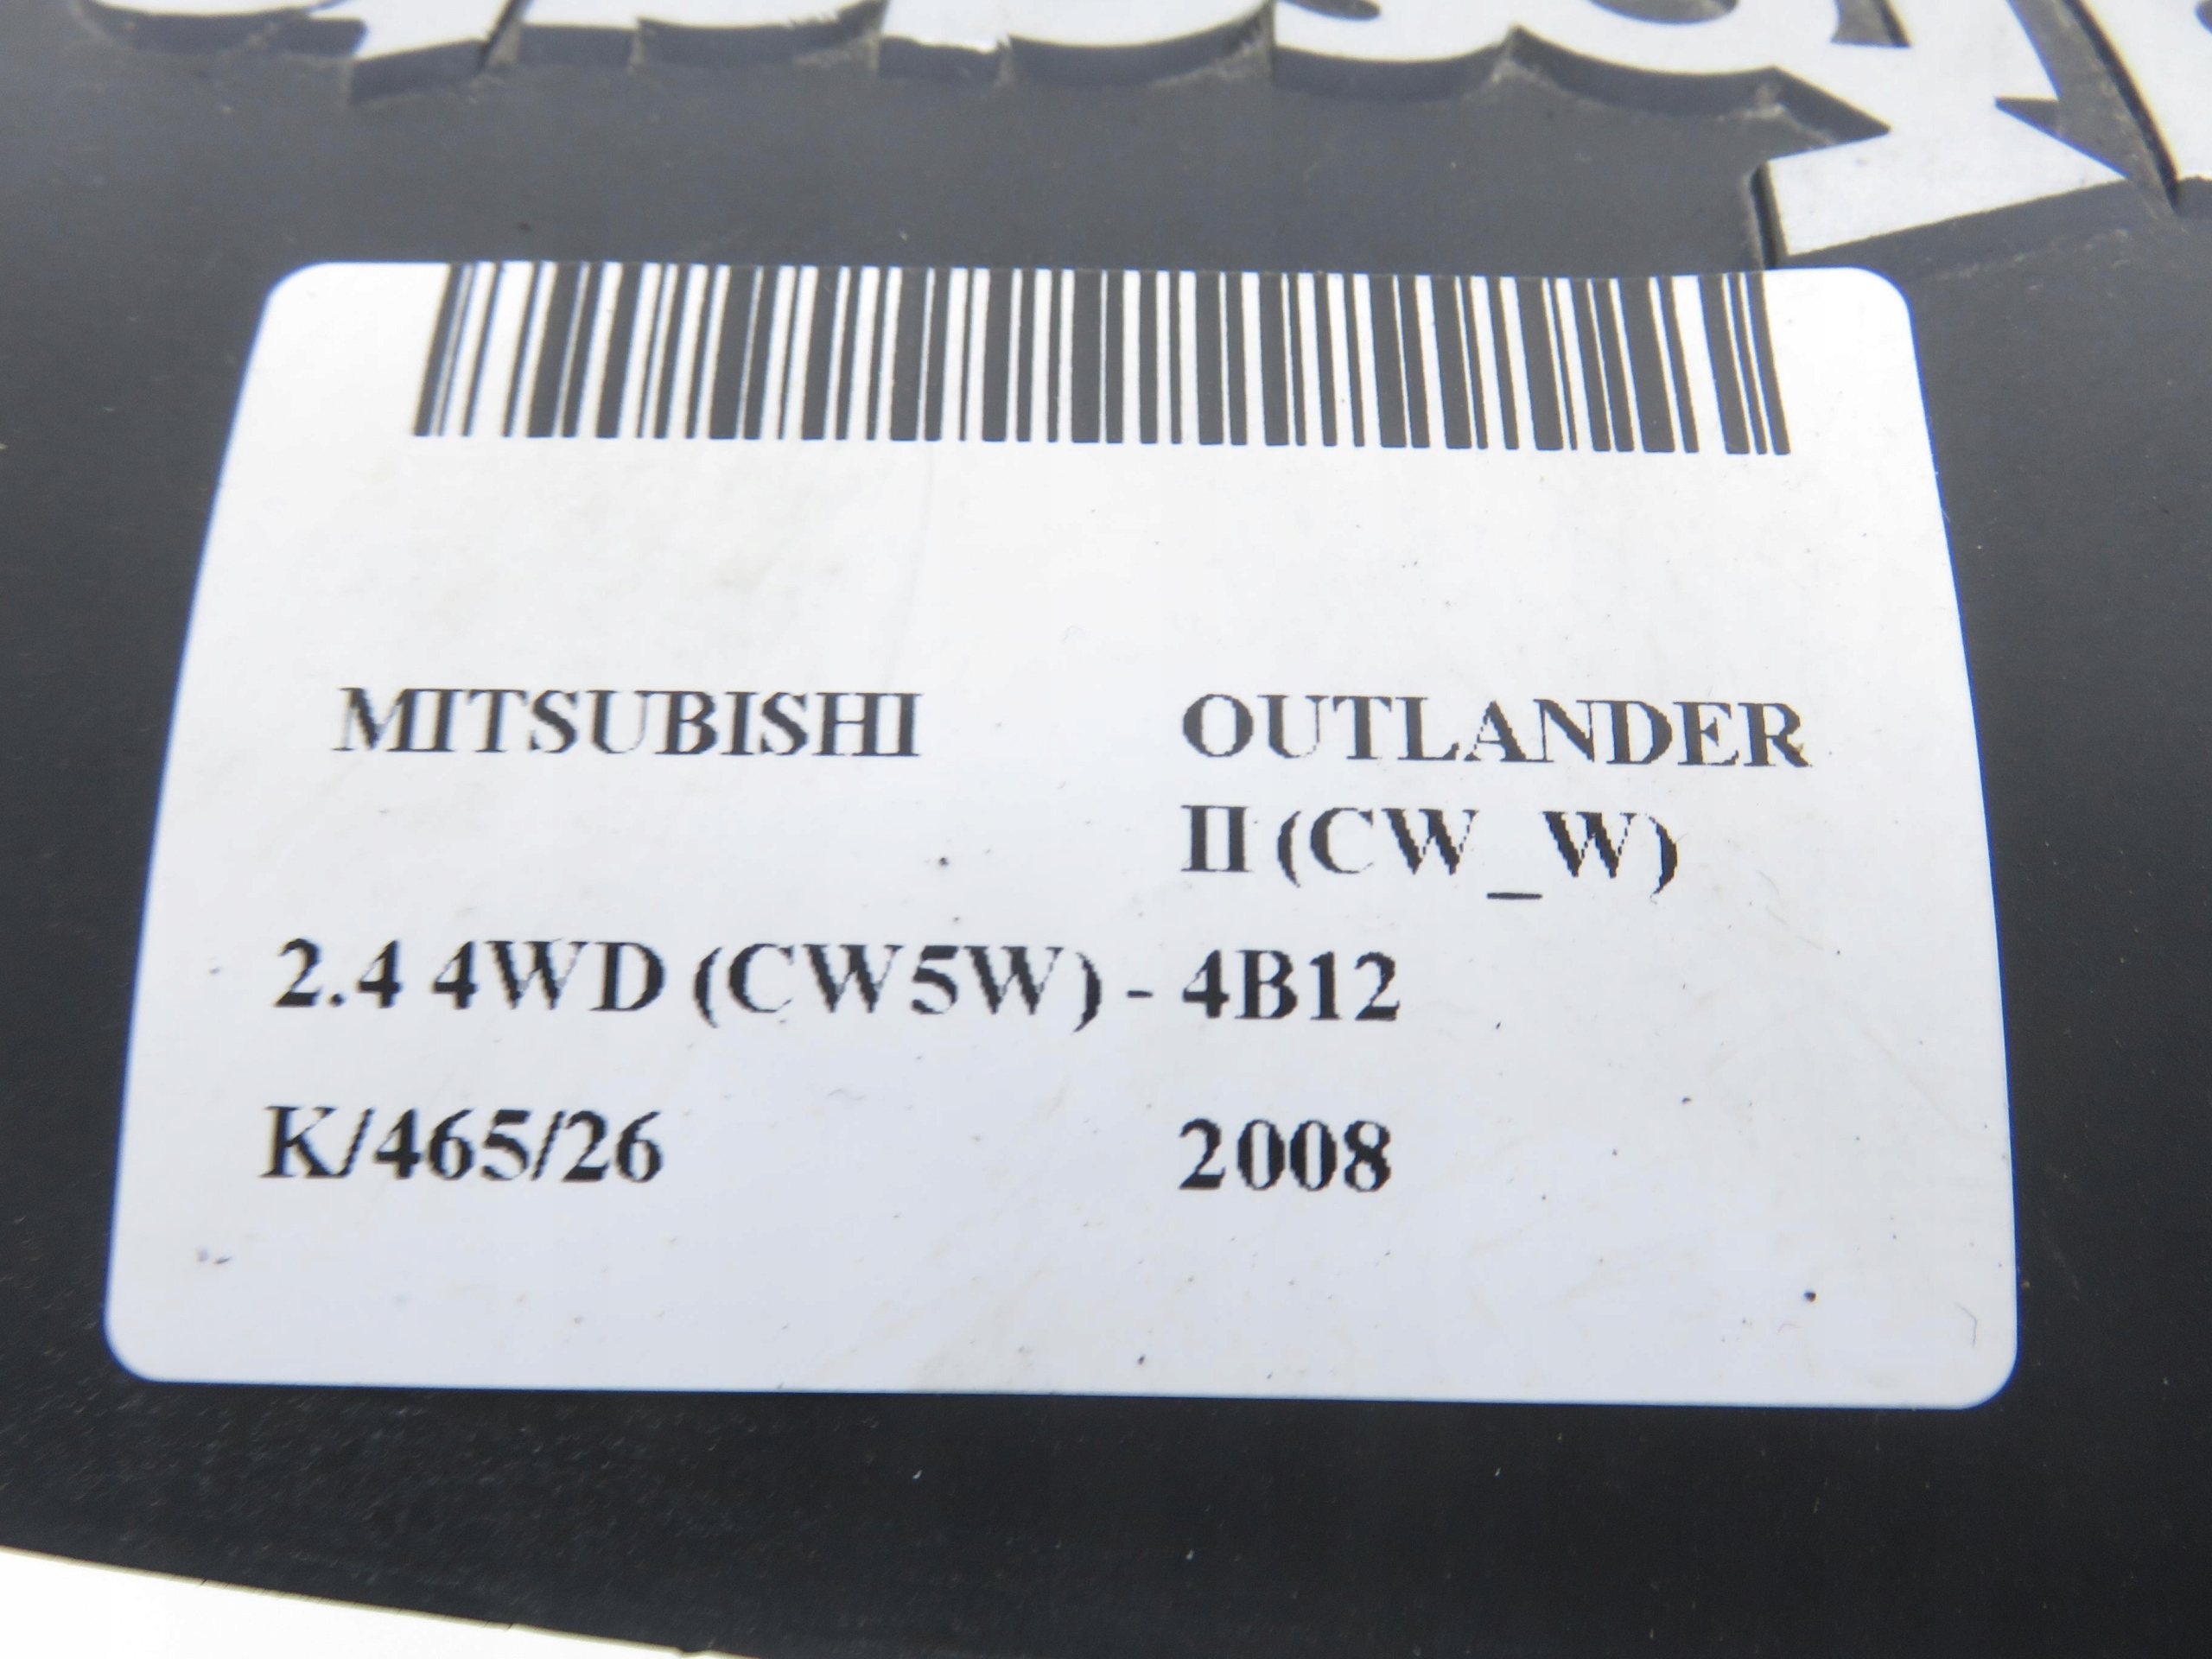 MITSUBISHI OUTLANDER
II (CW_W)
2.4 4WD (CW5W) - 4B12
K/465/26 2008